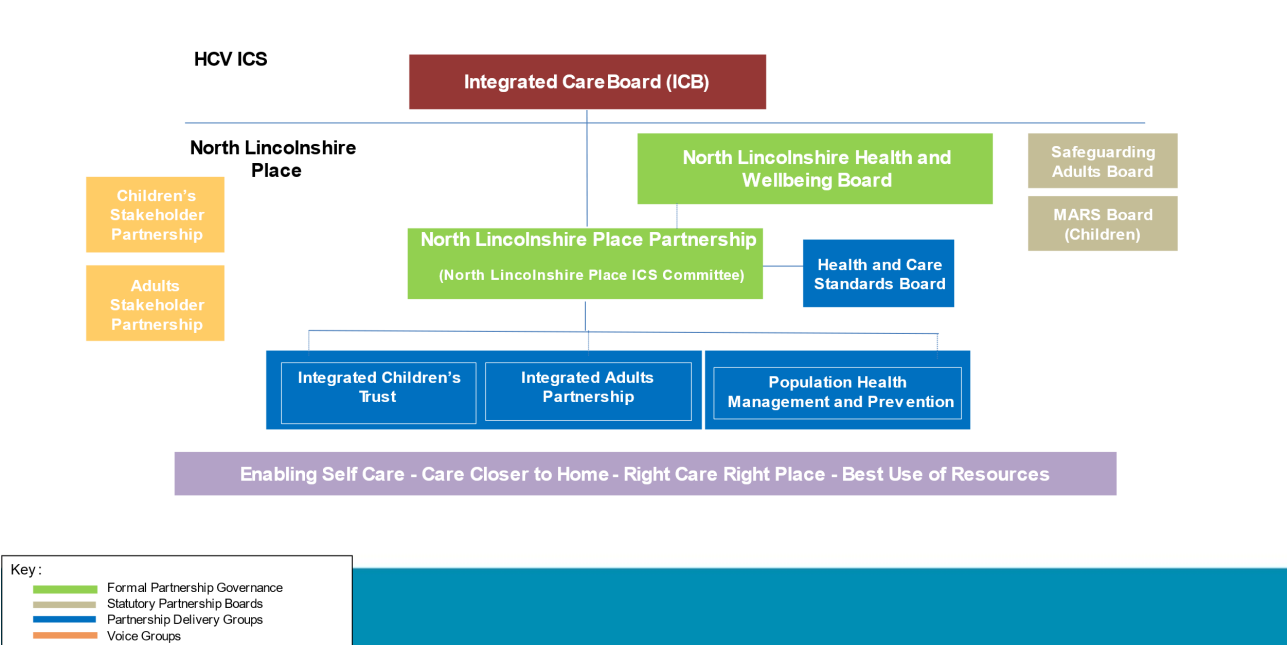 HCV ICS
Integrated Care Board (ICB)
North Lincolnshire
Place
North Lincolnshire Health and
Wellbeing Board
Safeguarding
Adults Board
MARS Board
(Children)
Children's
Stakeholder
Partnership
Adults
Stakeholder
Partnership
North Lincolnshire Place Partnership
(North Lincolnshire Place ICS Committee)
Health and Care
Standards Board
Integrated Children's
Trust
Integrated Adults
Partnership
Population Health
Management and Prevention
Enabling Self Care - Care Closer to Home - Right Care Right Place - Best Use of Resources
Key:
Formal Partnership Governance
Statutory Partnership Boards
Partnership Delivery Groups
Voice Groups